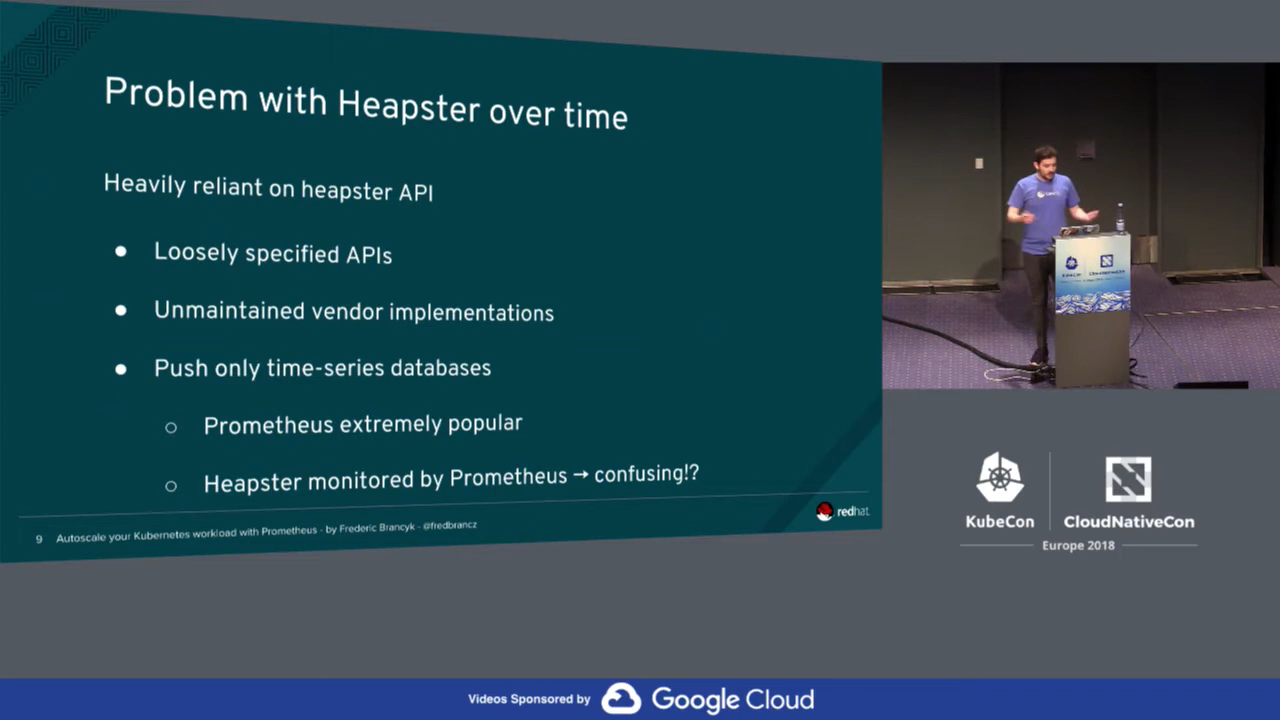 Problem with Heapster over time
Heavily reliant on heapster API
● Loosely specified APIs
● Unmaintained vendor implementations
● Push only time-series databases
○ Prometheus extremely popular
○ Heapster monitored by Prometheus → confusing!?
9 Autoscale your Kubernetes workload with Prometheus - by Frederic Brancyk - @fredbrancz
redhat.
KubeCon
CloudNativeCon
Europe 2018
Videos Sponsored by Google Cloud